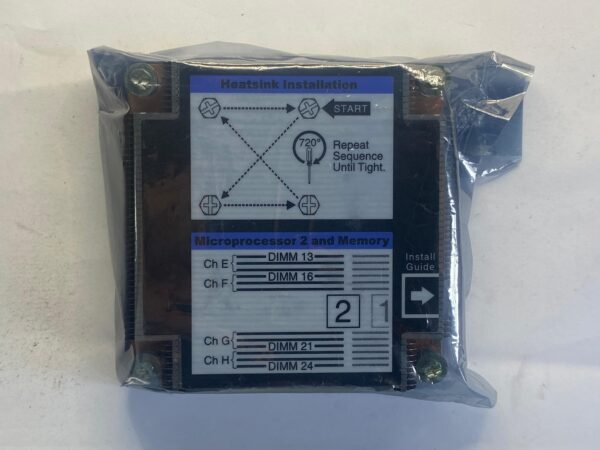 Heatsink Installation
START
720°
Repeat
Sequence
Until Tight.
Microprocessor 2 and Memory
Ch E
DIMM 13
Ch F
DIMM 16
2
1
Ch G
DIMM 21
Ch H
DIMM 24
Install
Guide